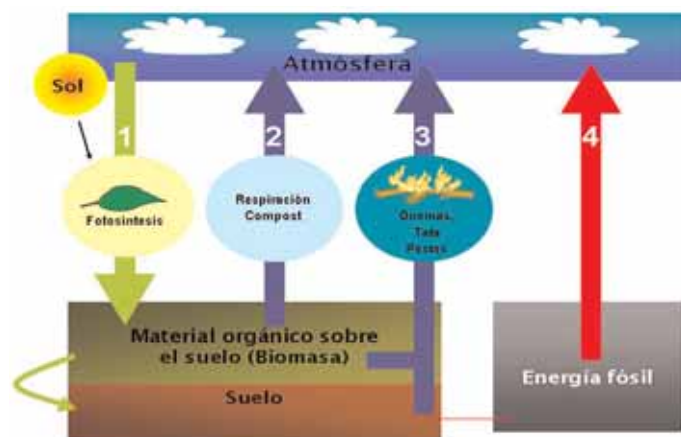 Atmósfera
Sol
1
2
3
4
Fotosíntesis
Respiración
Compost
Quemas,
Tala
Pastos
Material orgánico sobre
el suelo (Biomasa)
Suelo
Energía fósil